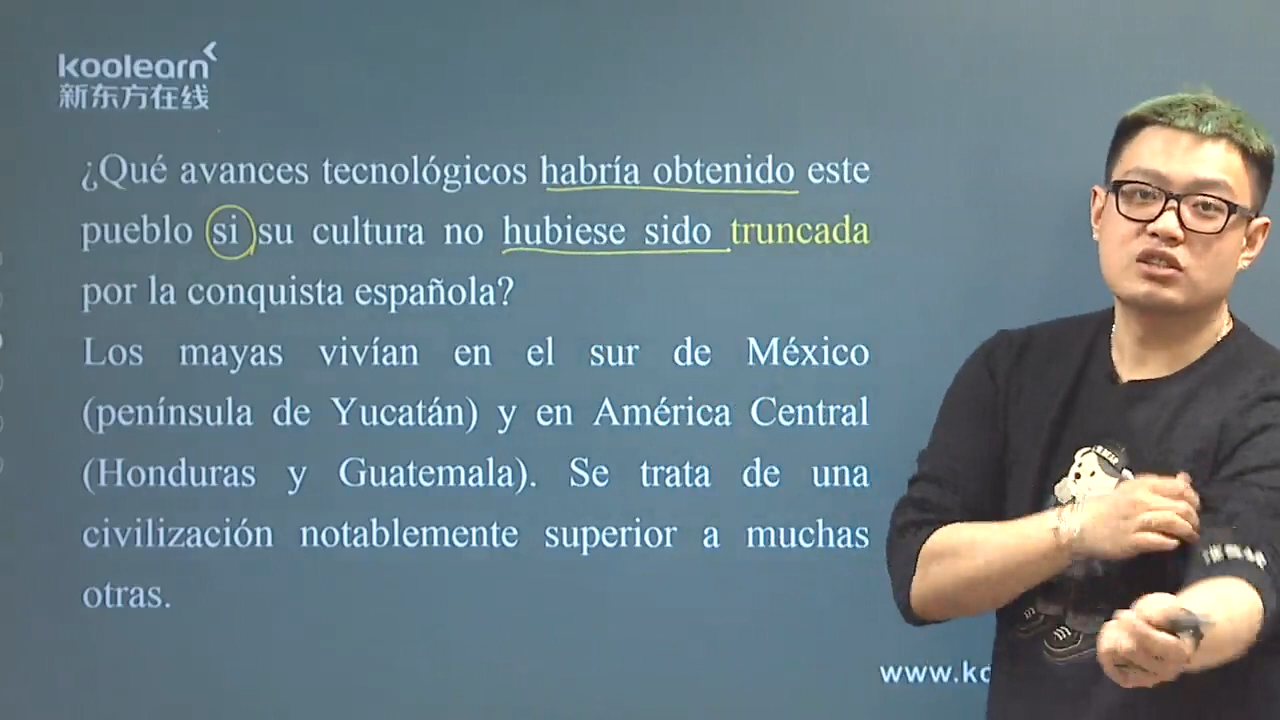 koolearn
新东方在线
¿Qué avances tecnológicos habría obtenido este
pueblo si su cultura no hubiese sido truncada
por la conquista española?
Los mayas vivían en el sur de México
(península de Yucatán) y en América Central
(Honduras y Guatemala). Se trata de una
civilización notablemente superior a muchas
otras.